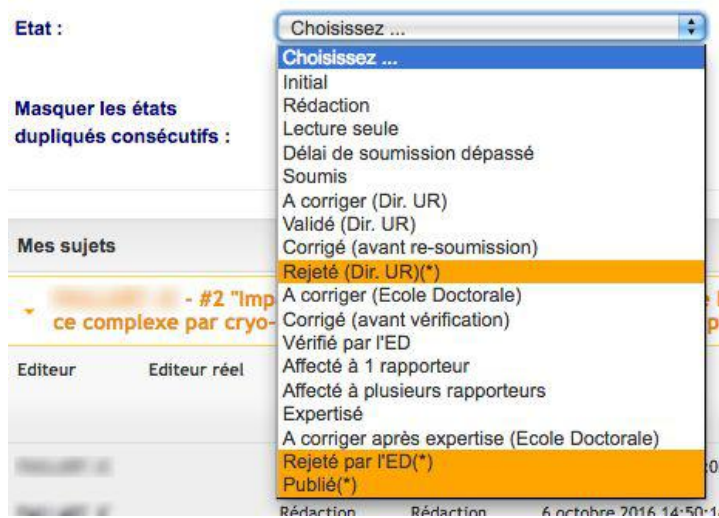 Etat :
Choisissez ...
Choisissez ...
Initial
Rédaction
Masquer les états
dupliqués consécutifs :
Lecture seule
Délai de soumission dépassé
Soumis
A corriger (Dir. UR)
Validé (Dir. UR)
Corrigé (avant re-soumission)
Mes sujets
Rejeté (Dir. UR)(*)
A corriger (Ecole Doctorale)
Corrigé (avant vérification)
Vérifié par l'ED
Affecté à 1 rapporteur
Affecté à plusieurs rapporteurs
Expertisé
A corriger après expertise (Ecole Doctorale)
Rejeté par l'ED(*)
Publié(*)
- #2 "Imp
ce complexe par cryo-
Editeur Editeur réel
Rédaction Rédaction 6 octobre 2016 14:50:1